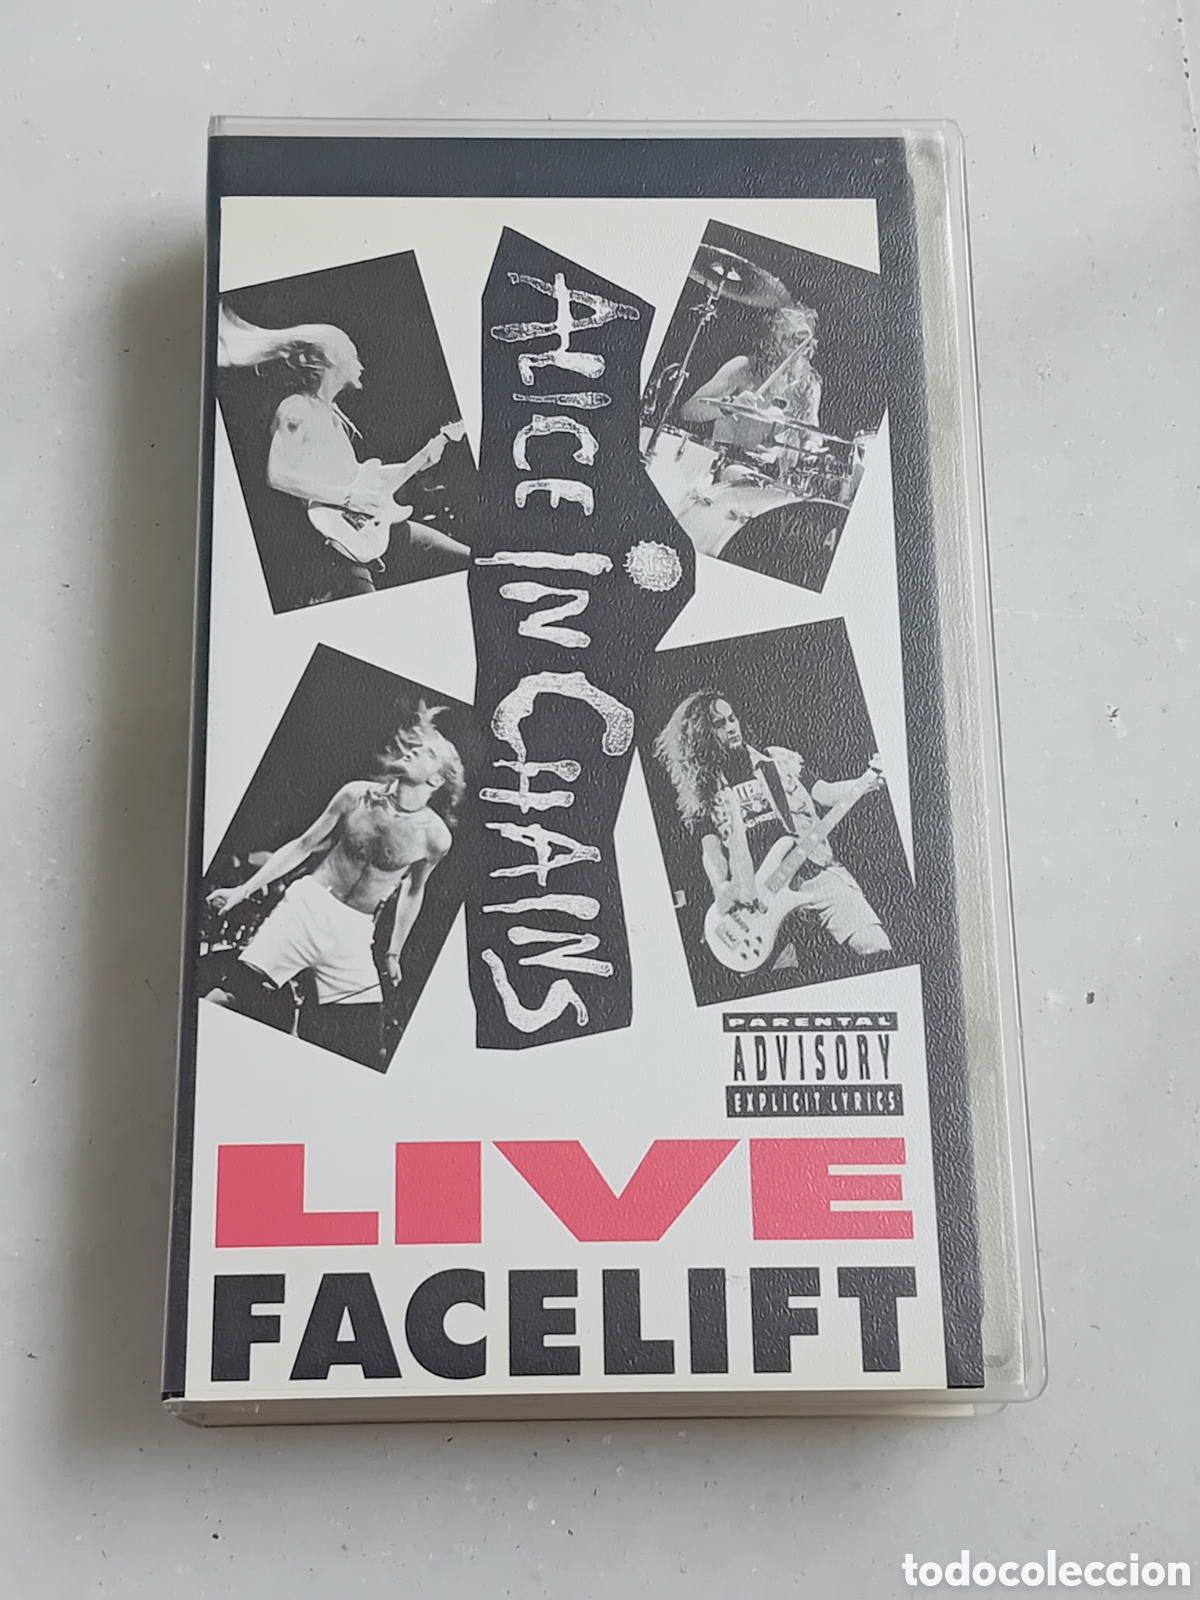 ALICE IN CHAINS
PARENTAL
ADVISORY
EXPLICIT LYRICS
LIVE
FACELIFT
todocoleccion